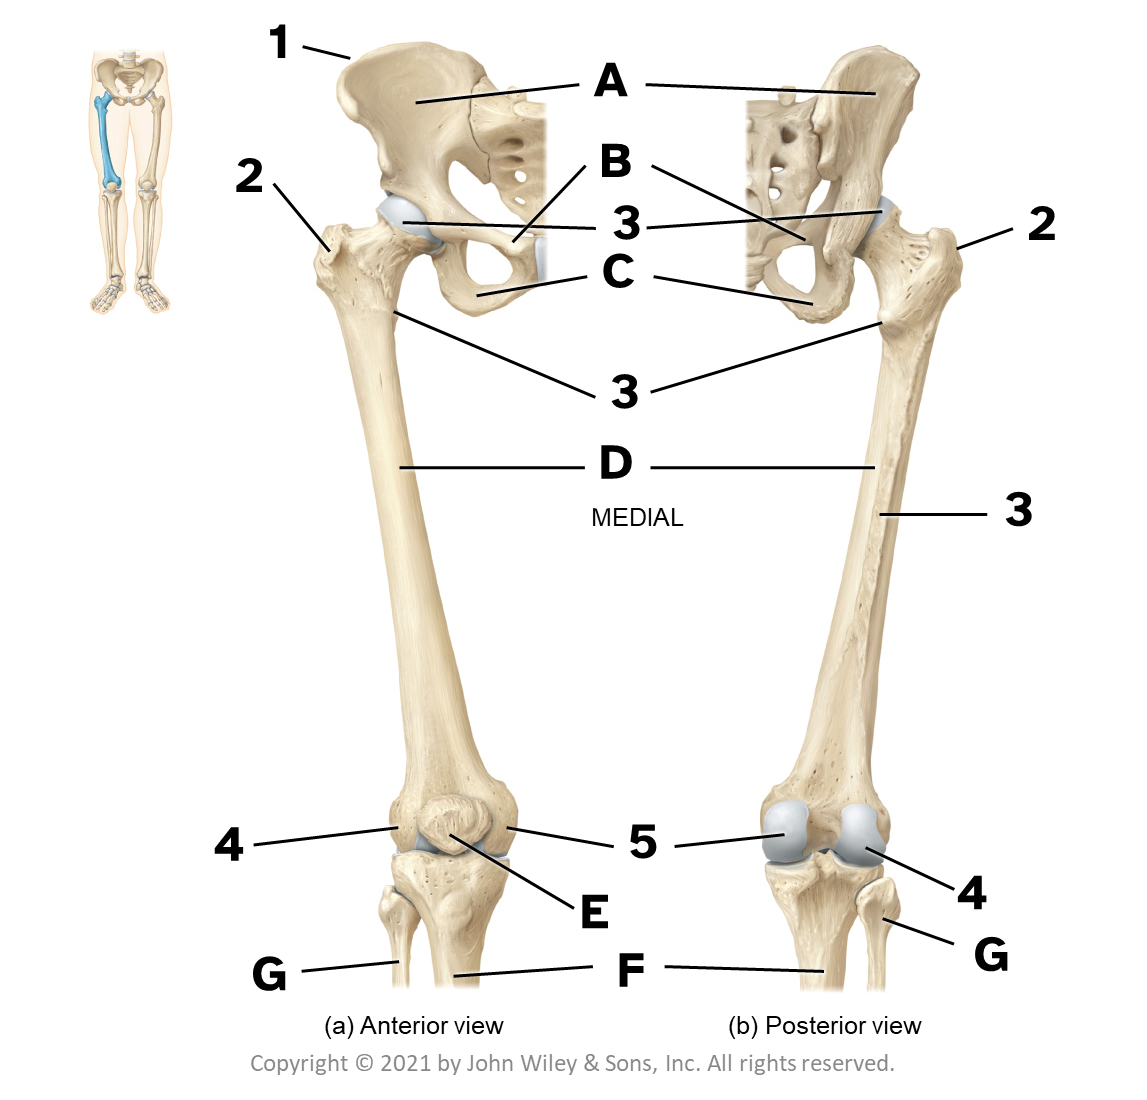 1
A
B
2
3
2
C
3
D
MEDIAL
3
4
5
4
E
G
F
G
(a) Anterior view
(b) Posterior view
Copyright © 2021 by John Wiley & Sons, Inc. All rights reserved.